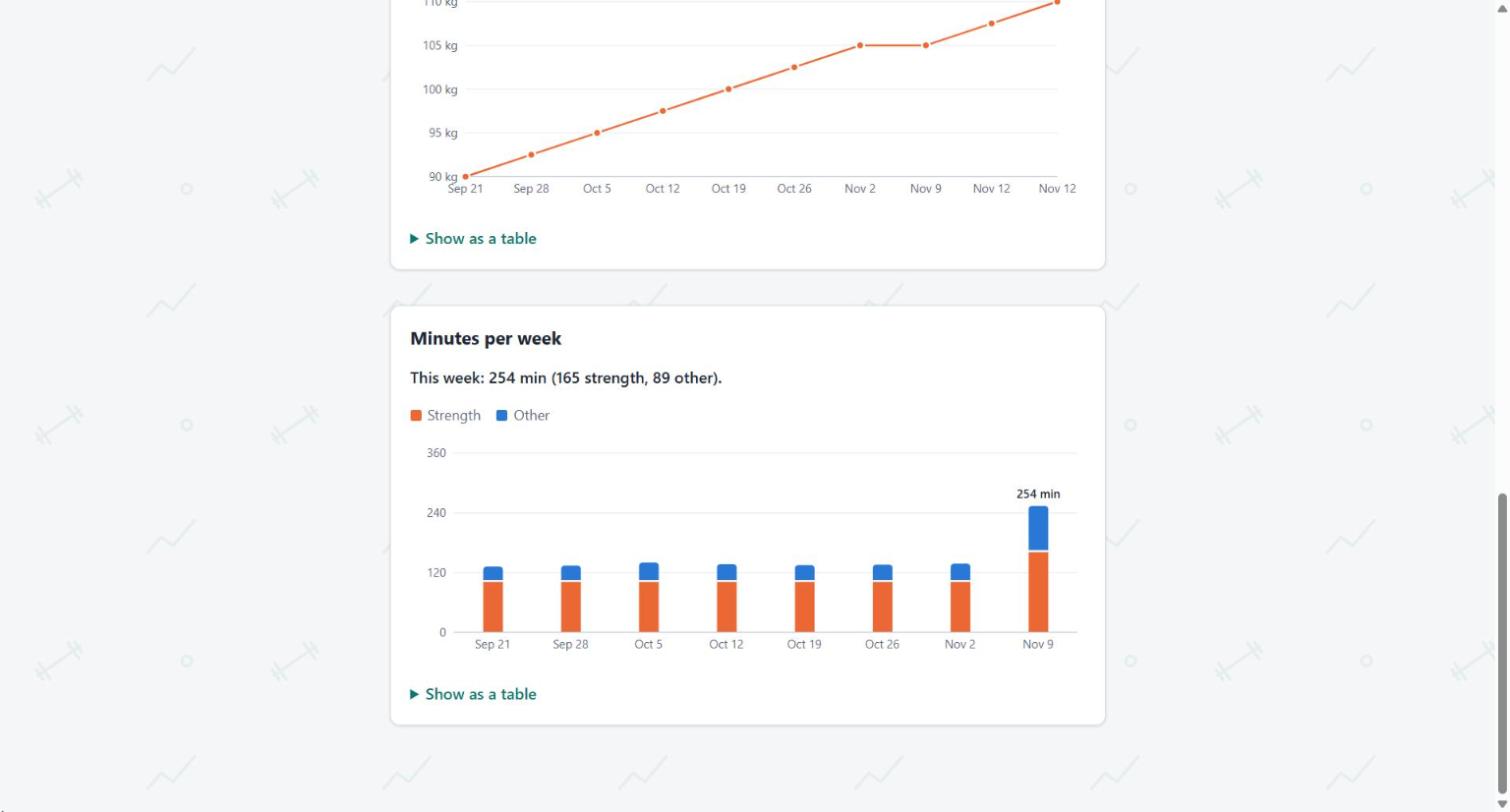 110 kg
105 kg
100 kg
95 kg
90 kg
Sep 21 Sep 28 Oct 5 Oct 12 Oct 19 Oct 26 Nov 2 Nov 9 Nov 12 Nov 12
Show as a table
Minutes per week
This week: 254 min (165 strength, 89 other).
Strength Other
360
254 min
240
120
0
Sep 21 Sep 28 Oct 5 Oct 12 Oct 19 Oct 26 Nov 2 Nov 9
Show as a table